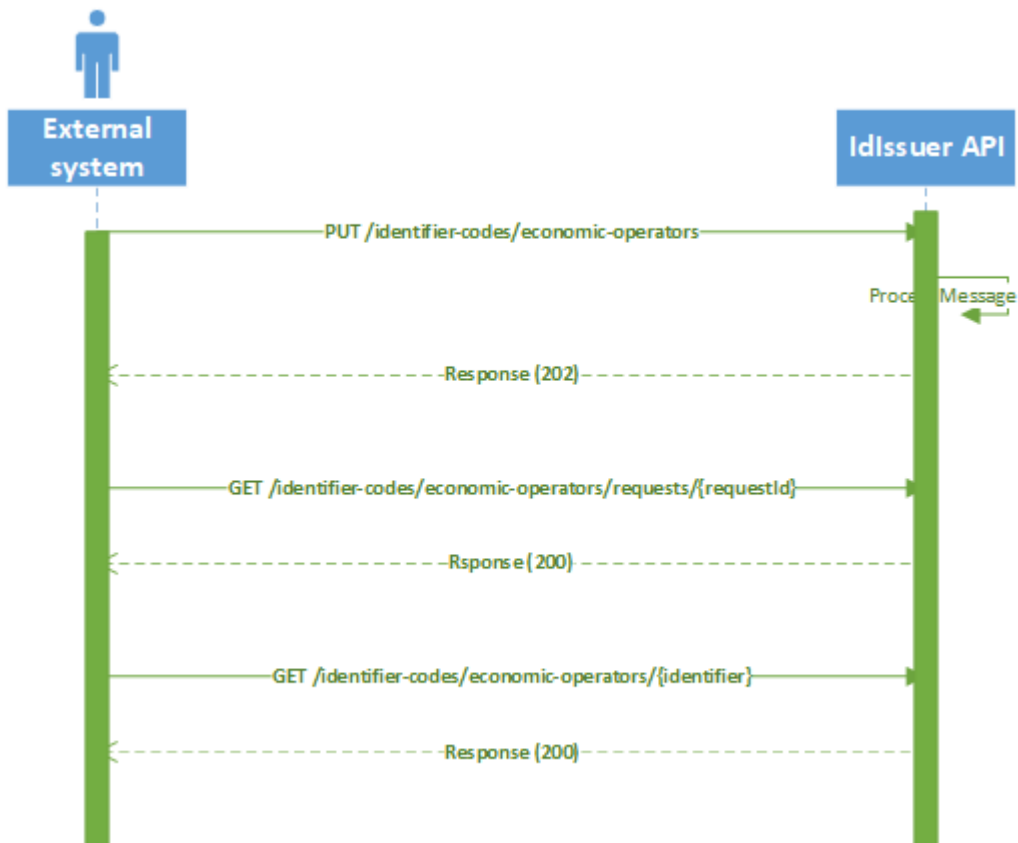 External
system
IdIssuer API
PUT /identifier-codes/economic-operators
Proce Message
Response (202)
GET /identifier-codes/economic-operators/requests/{requestId}
Rsponse (200)
GET /identifier-codes/economic-operators/{identifier}
Response (200)